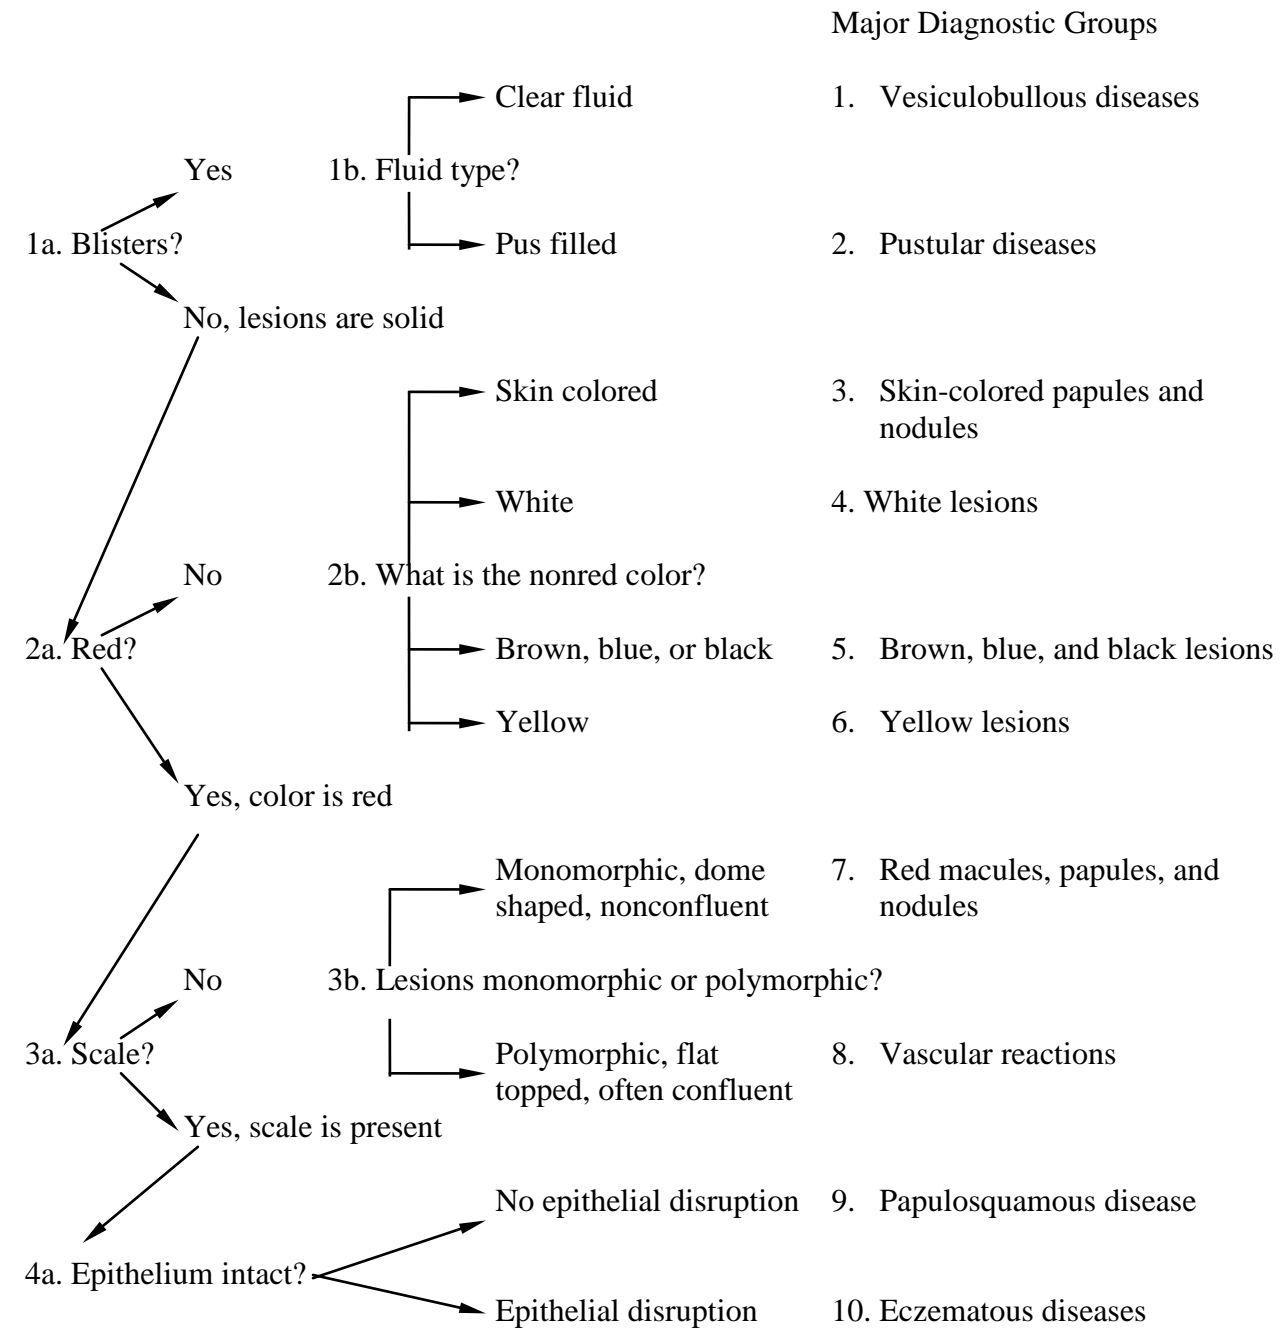 Major Diagnostic Groups
Clear fluid 1. Vesiculobullous diseases
Yes 1b. Fluid type?
1a. Blisters? Pus filled 2. Pustular diseases
No, lesions are solid
Skin colored 3. Skin-colored papules and
nodules
White 4. White lesions
No 2b. What is the nonred color?
2a. Red? Brown, blue, or black 5. Brown, blue, and black lesions
Yellow 6. Yellow lesions
Yes, color is red
Monomorphic, dome 7. Red macules, papules, and
shaped, nonconfluent nodules
No 3b. Lesions monomorphic or polymorphic?
3a. Scale? Polymorphic, flat 8. Vascular reactions
topped, often confluent
Yes, scale is present
No epithelial disruption 9. Papulosquamous disease
4a. Epithelium intact?
Epithelial disruption 10. Eczematous diseases